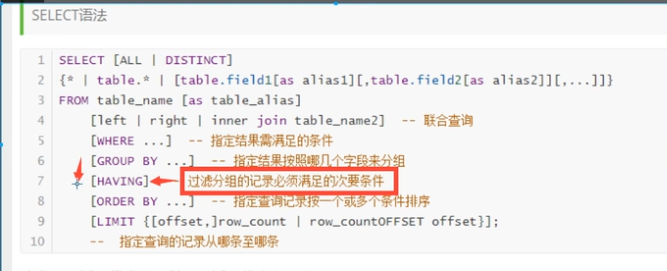 SELECT语法
1 SELECT [ALL | DISTINCT]
2 {* | table.* | [table.field1[as alias1][,table.field2[as alias2]][,...]]}
3 FROM table_name [as table_alias]
4 [left | right | inner join table_name2] -- 联合查询
5 [WHERE ...] -- 指定结果需满足的条件
6 [GROUP BY ...] -- 指定结果按照哪几个字段来分组
7 [HAVING] 过滤分组的记录必须满足的次要条件
8 [ORDER BY ...] -- 指定查询记录按一个或多个条件排序
9 [LIMIT {[offset,]row_count | row_countOFFSET offset}];
10 -- 指定查询的记录从哪条至哪条